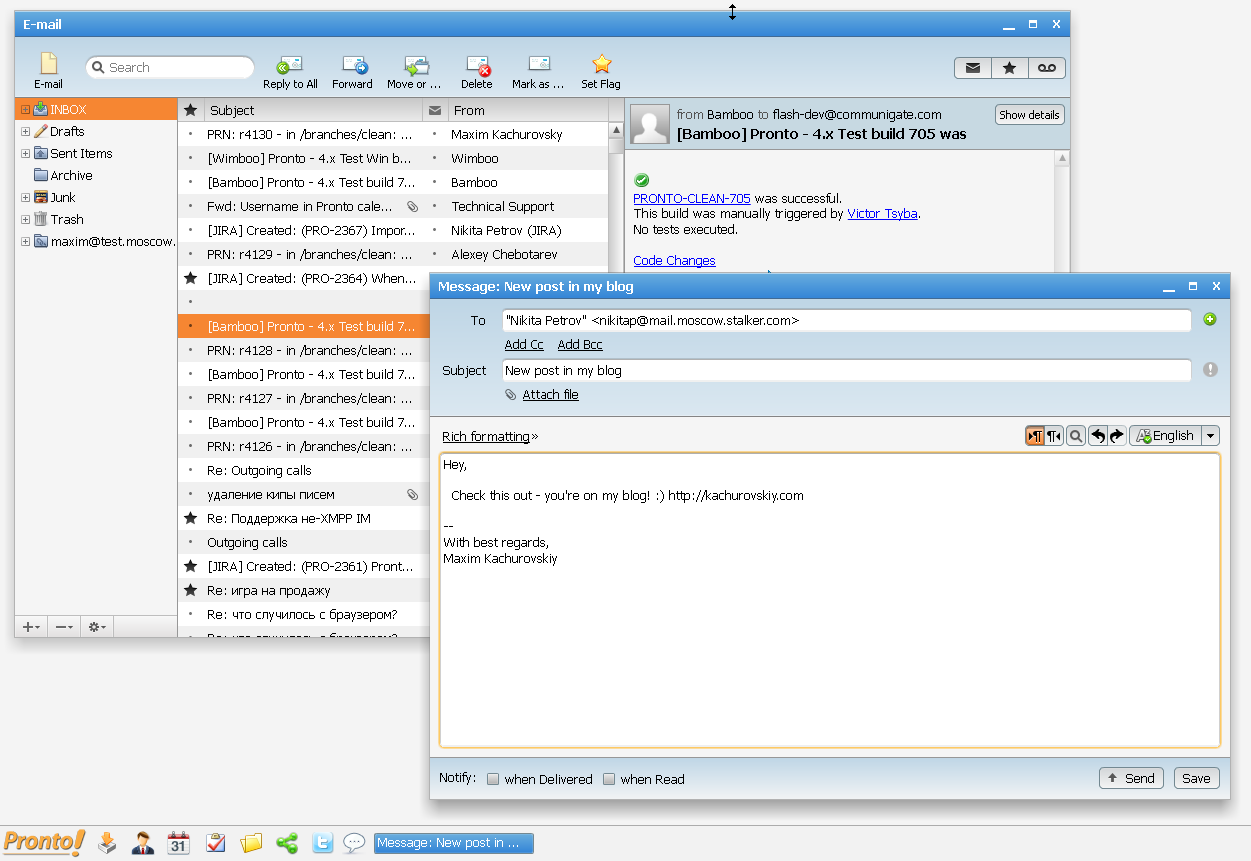 E-mail
E-mail
Search
Reply to All
Forward
Move or ...
Delete
Mark as ...
Set Flag
INBOX
Drafts
Sent Items
Archive
Junk
Trash
maxim@test.moscow.
Subject From
PRN: r4130 - in /branches/clean: ... Maxim Kachurovsky
[Wimboo] Pronto - 4.x Test Win b... Wimboo
[Bamboo] Pronto - 4.x Test build 7... Bamboo
Fwd: Username in Pronto cale... Technical Support
[JIRA] Created: (PRO-2367) Impor... Nikita Petrov (JIRA)
PRN: r4129 - in /branches/clean: ... Alexey Chebotarev
[JIRA] Created: (PRO-2364) When...
[Bamboo] Pronto - 4.x Test build 7...
PRN: r4128 - in /branches/clean: ...
[Bamboo] Pronto - 4.x Test build 7...
PRN: r4127 - in /branches/clean: ...
[Bamboo] Pronto - 4.x Test build 7...
PRN: r4126 - in /branches/clean: ...
Re: Outgoing calls
удаление кипы писем
Re: Поддержка не-XMPP IM
Outgoing calls
[JIRA] Created: (PRO-2361) Pront...
Re: игра на продажу
Re: что случилось с браузером?
Re: что случилось с браузером?
from Bamboo to flash-dev@communigate.com
Show details
[Bamboo] Pronto - 4.x Test build 705 was
PRONTO-CLEAN-705 was successful.
This build was manually triggered by Victor Tsyba.
No tests executed.
Code Changes
Message: New post in my blog
To "Nikita Petrov" <nikitap@mail.moscow.stalker.com>
Add Cc Add Bcc
Subject New post in my blog
Attach file
Rich formatting»
English
Hey,
Check this out - you're on my blog! :) http://kachurovskiy.com
--
With best regards,
Maxim Kachurovskiy
Notify: when Delivered when Read
Send
Save
Pronto!
31
Message: New post in ...